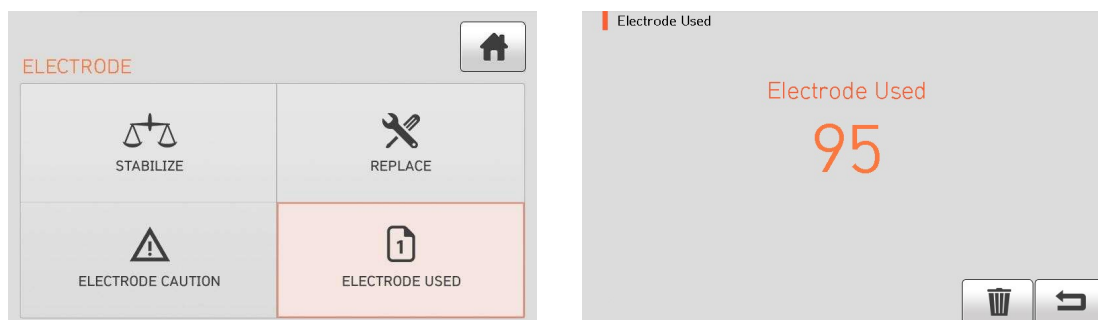 ELECTRODE
STABILIZE
REPLACE
ELECTRODE CAUTION
1
ELECTRODE USED
Electrode Used
Electrode Used
95